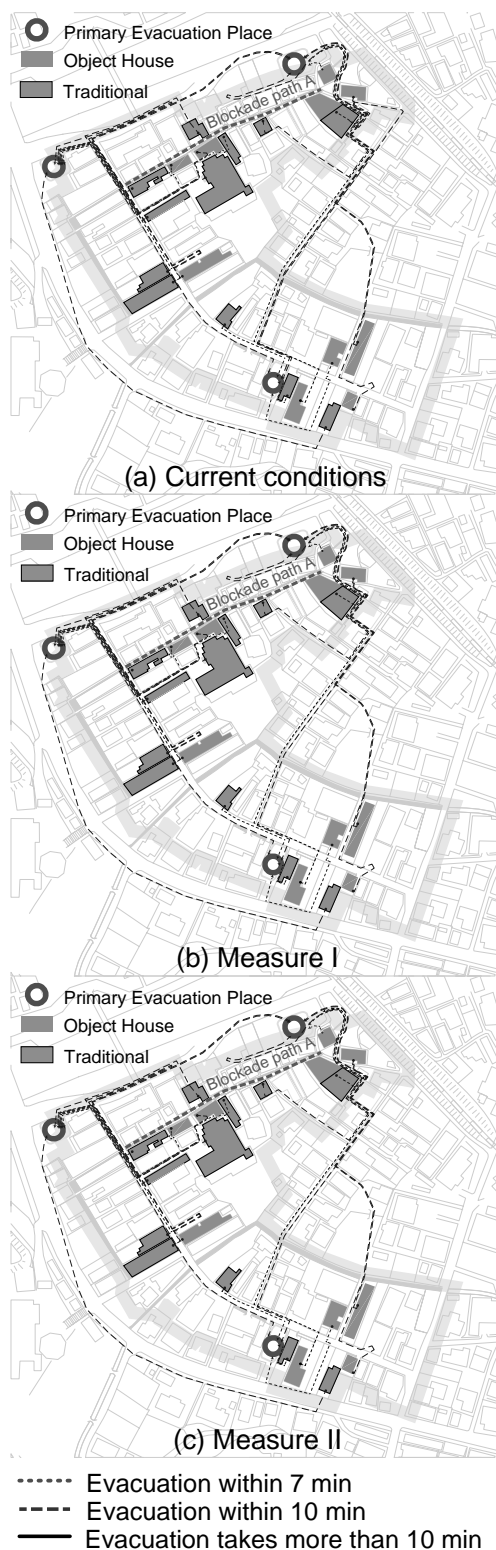 Primary Evacuation Place
Object House
Traditional
Blockade path A
(a) Current conditions
Primary Evacuation Place
Object House
Traditional
Blockade path A
(b) Measure I
Primary Evacuation Place
Object House
Traditional
Blockade path A
(c) Measure II
Evacuation within 7 min
Evacuation within 10 min
Evacuation takes more than 10 min